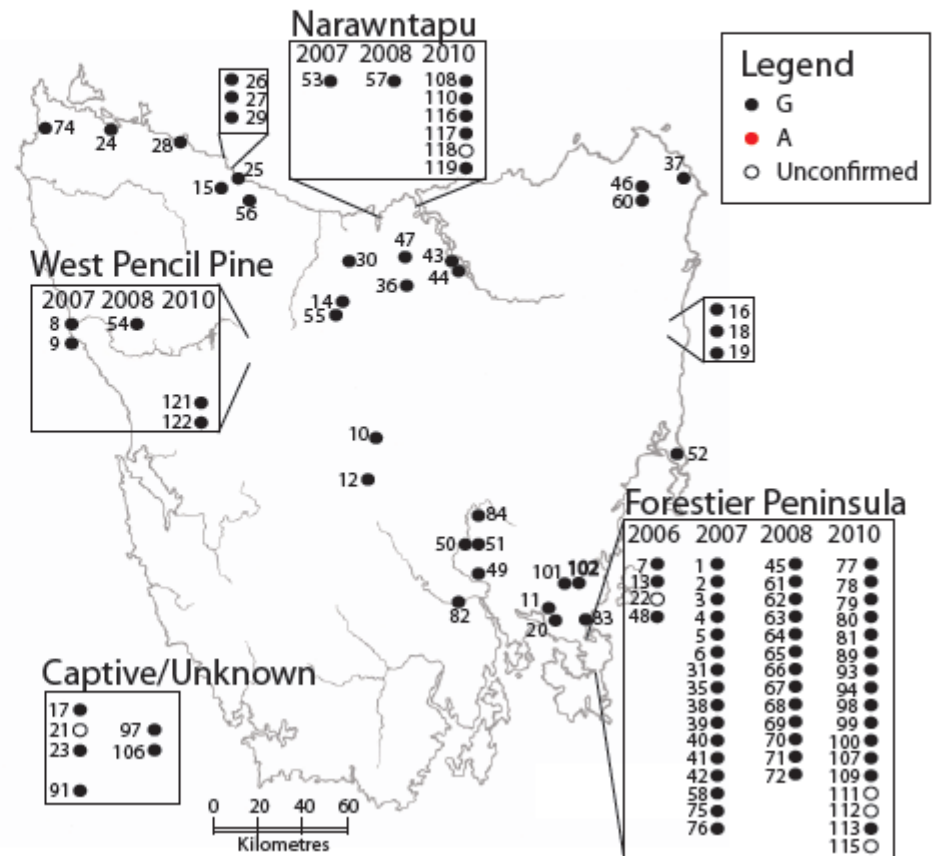 Narawntapu
2007 2008 2010
53 57 108
110
116
117
118
119
Legend
G
A
Unconfirmed
26
27
29
74
24
28
25
15
56
37
46
60
47
30
43
44
36
14
55
West Pencil Pine
2007 2008 2010
8 54
9
121
122
16
18
19
10
12
52
84
50 51
49
82
101 102
11
20
83
Forestier Peninsula
2006 2007 2008 2010
7 1 45 77
13 2 61 78
22 3 62 79
48 4 63 80
5 64 81
6 65 89
31 66 93
35 67 94
38 68 98
39 69 99
40 70 100
41 71 107
42 72 109
58 111
75 112
76 113
115
Captive/Unknown
17
21 97
23 106
91
0 20 40 60
Kilometres